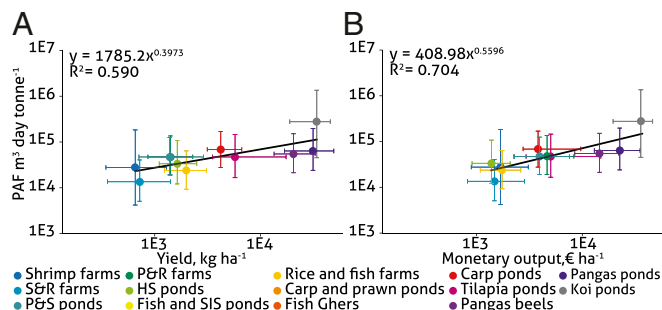 A
B
1E7
y = 1785.2x^0.3973
R² = 0.590
1E6
1E5
1E4
1E3
PAF m³ day tonne⁻¹
1E3
1E4
Yield, kg ha⁻¹
1E7
y = 408.98x^0.5596
R² = 0.704
1E6
1E5
1E4
1E3
1E3
1E4
Monetary output,€ ha⁻¹
Shrimp farms
P&R farms
Rice and fish farms
Carp ponds
Pangas ponds
S&R farms
HS ponds
Carp and prawn ponds
Tilapia ponds
Koi ponds
P&S ponds
Fish and SIS ponds
Fish Ghers
Pangas beels